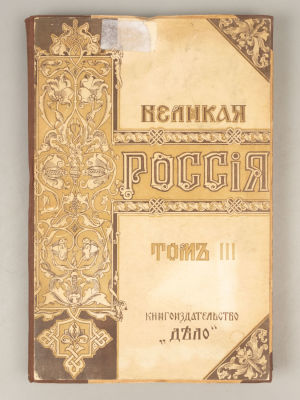 ВЕЛИКАЯ
РОССІЯ
ТОМЪ III
КНИГОИЗДАТЕЛЬСТВО
„ДѢЛО“